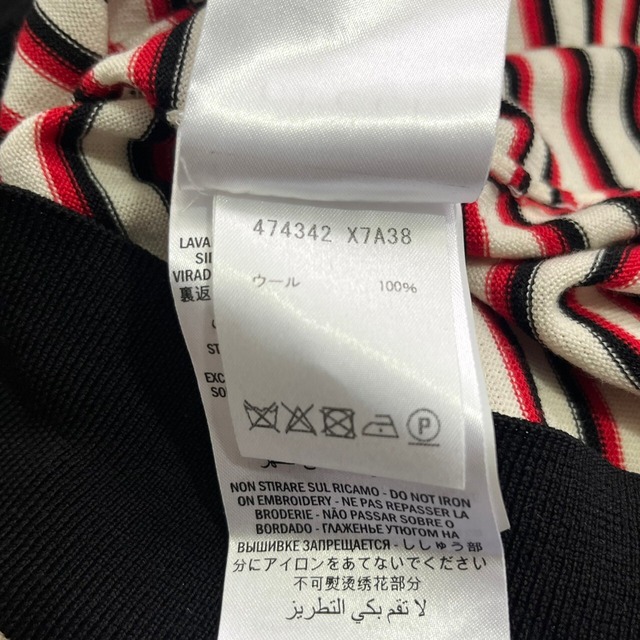 474342 X7A38
ウール 100%
LAVA
VIRAD
裏返
ST
EXC
SO
P
NON STIRARE SUL RICAMO - DO NOT IRON
ON EMBROIDERY - NE PAS REPASSER LA
BRODERIE - NÃO PASSAR SOBRE O
BORDADO - ГЛАЖЕНЬЕ УТЮГОМ НА
ВЫШИВКЕ ЗАПРЕЩАЕТСЯ - ししゅう部
分にアイロンをあてないでください
不可熨烫绣花部分
لا تقم بكي التطريز